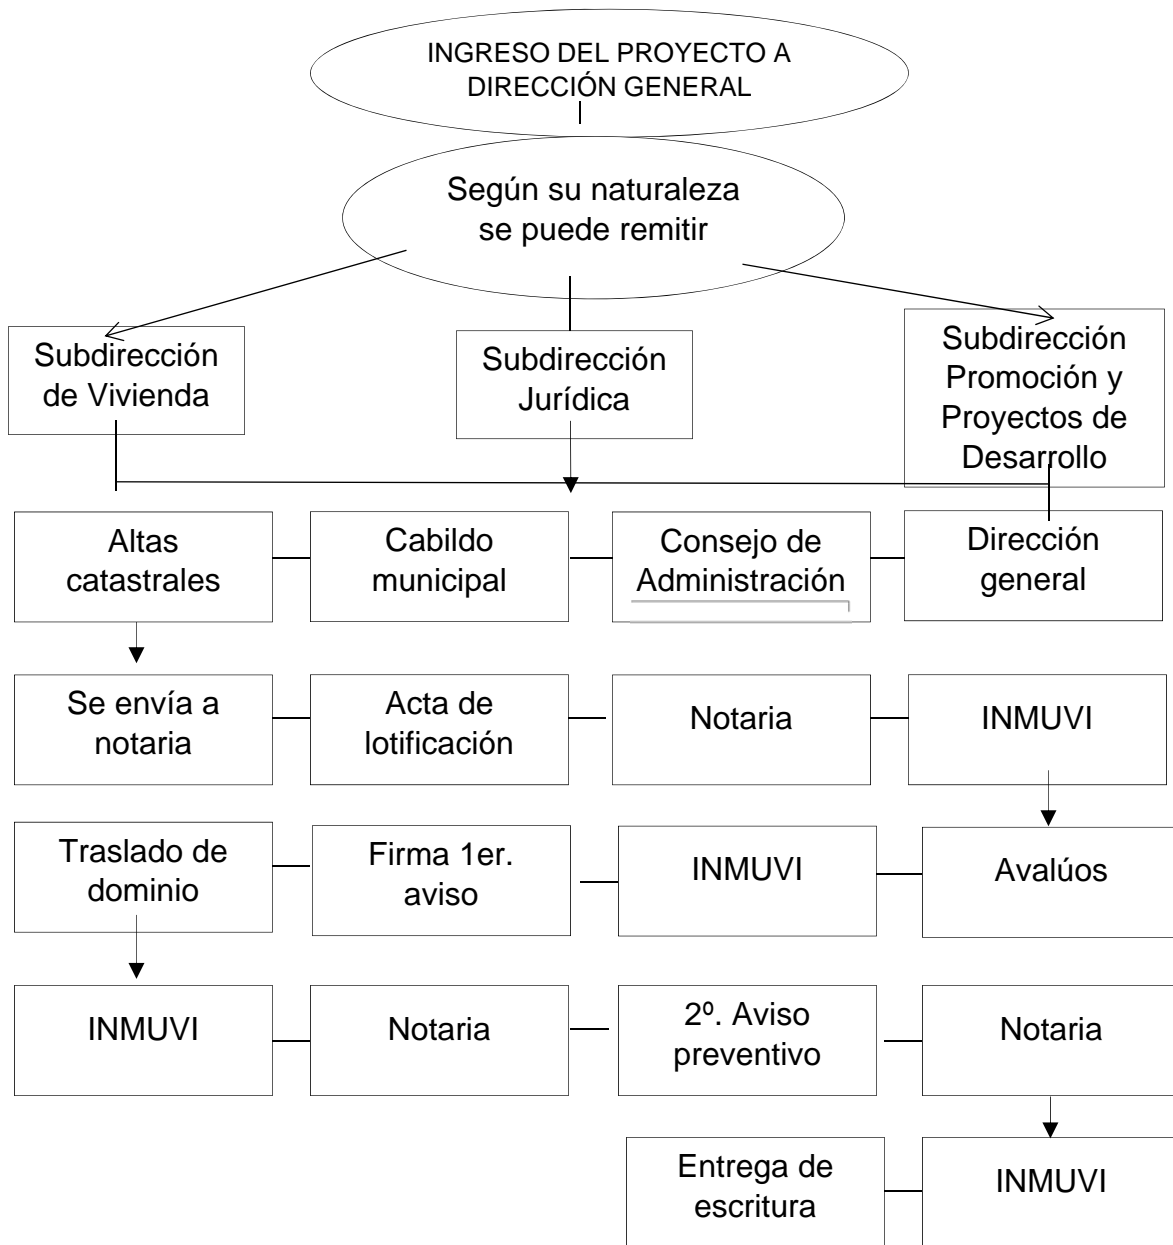 INGRESO DEL PROYECTO A
DIRECCIÓN GENERAL
Según su naturaleza
se puede remitir
Subdirección
de Vivienda
Subdirección
Jurídica
Subdirección
Promoción y
Proyectos de
Desarrollo
Altas
catastrales
Cabildo
municipal
Consejo de
Administración
Dirección
general
Se envía a
notaria
Acta de
lotificación
Notaria
INMUVI
Traslado de
dominio
Firma 1er.
aviso
INMUVI
Avalúos
INMUVI
Notaria
2º. Aviso
preventivo
Notaria
Entrega de
escritura
INMUVI